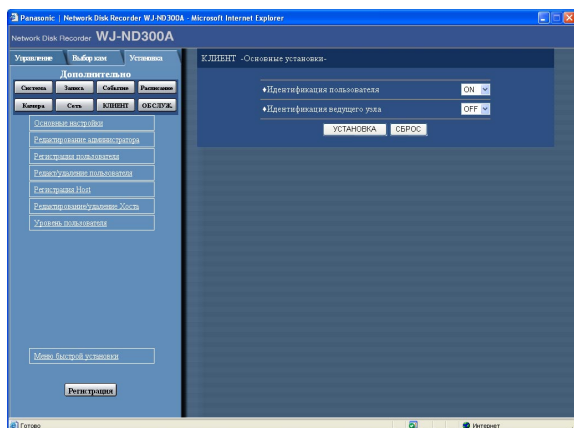 Panasonic | Network Disk Recorder WJ-ND300A - Microsoft Internet Explorer
Network Disk Recorder WJ-ND300A
Управление Выбор кам Установка
Дополнительно
Система Запись Событие Расписание
Камера Сеть КЛИЕНТ ОБСЛУЖ.
Основные настройки
Редактирование администратора
Регистрация пользователя
Редакт/удаление пользователя
Регистрация Host
Редактирование/удаление Хоста
Уровень пользователя
Меню быстрой установки
Регистрация
КЛИЕНТ -Основные установки-
♦Идентификация пользователя ON
♦Идентификация ведущего узла OFF
УСТАНОВКА СБРОС
Готово Интернет